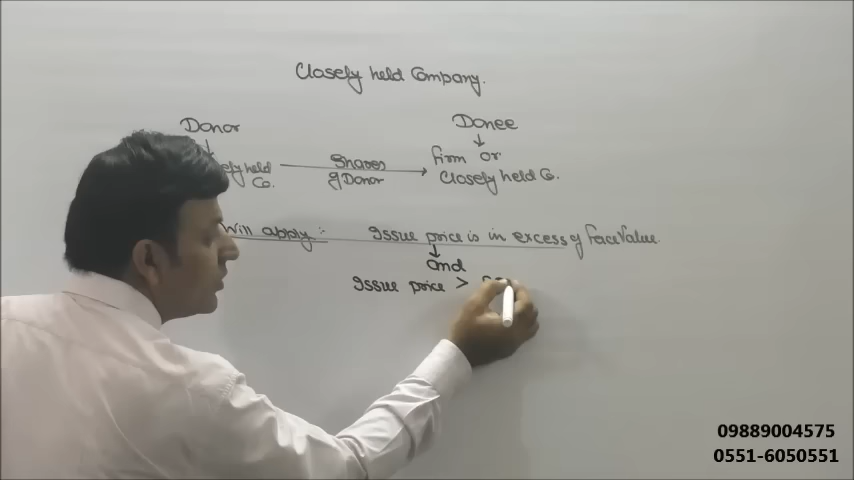 Closely held Company.
Donor
Donee
held Co.
Shares of Donor
Firm or Closely held Co.
Will apply :- Issue price is in excess of Face Value.
and
Issue price >
09889004575
0551-6050551